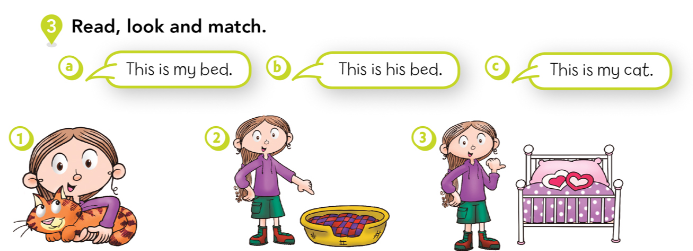 3 Read, look and match.
a This is my bed. b This is his bed. c This is my cat.
1 2 3